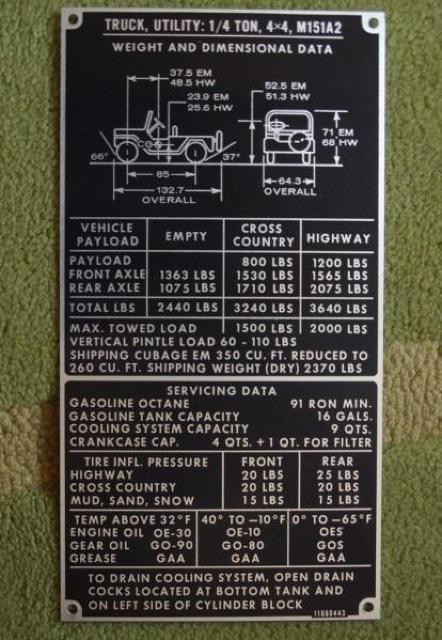 TRUCK, UTILITY: 1/4 TON, 4×4, M151A2
WEIGHT AND DIMENSIONAL DATA
37.5 EM
48.5 HW
23.9 EM
25.6 HW
52.5 EM
51.3 HW
71 EM
68 HW
CG
66°
37°
85
132.7
OVERALL
64.3
OVERALL
VEHICLE PAYLOAD EMPTY CROSS COUNTRY HIGHWAY
PAYLOAD 800 LBS 1200 LBS
FRONT AXLE 1363 LBS 1530 LBS 1565 LBS
REAR AXLE 1075 LBS 1710 LBS 2075 LBS
TOTAL LBS 2440 LBS 3240 LBS 3640 LBS
MAX. TOWED LOAD 1500 LBS 2000 LBS
VERTICAL PINTLE LOAD 60 - 110 LBS
SHIPPING CUBAGE EM 350 CU. FT. REDUCED TO
260 CU. FT. SHIPPING WEIGHT (DRY) 2370 LBS
SERVICING DATA
GASOLINE OCTANE 91 RON MIN.
GASOLINE TANK CAPACITY 16 GALS.
COOLING SYSTEM CAPACITY 9 QTS.
CRANKCASE CAP. 4 QTS. + 1 QT. FOR FILTER
TIRE INFL. PRESSURE FRONT REAR
HIGHWAY 20 LBS 25 LBS
CROSS COUNTRY 20 LBS 20 LBS
MUD, SAND, SNOW 15 LBS 15 LBS
TEMP ABOVE 32°F 40° TO -10°F 0° TO -65°F
ENGINE OIL OE-30 OE-10 OES
GEAR OIL GO-90 GO-80 GOS
GREASE GAA GAA GAA
TO DRAIN COOLING SYSTEM, OPEN DRAIN
COCKS LOCATED AT BOTTOM TANK AND
ON LEFT SIDE OF CYLINDER BLOCK
11660443